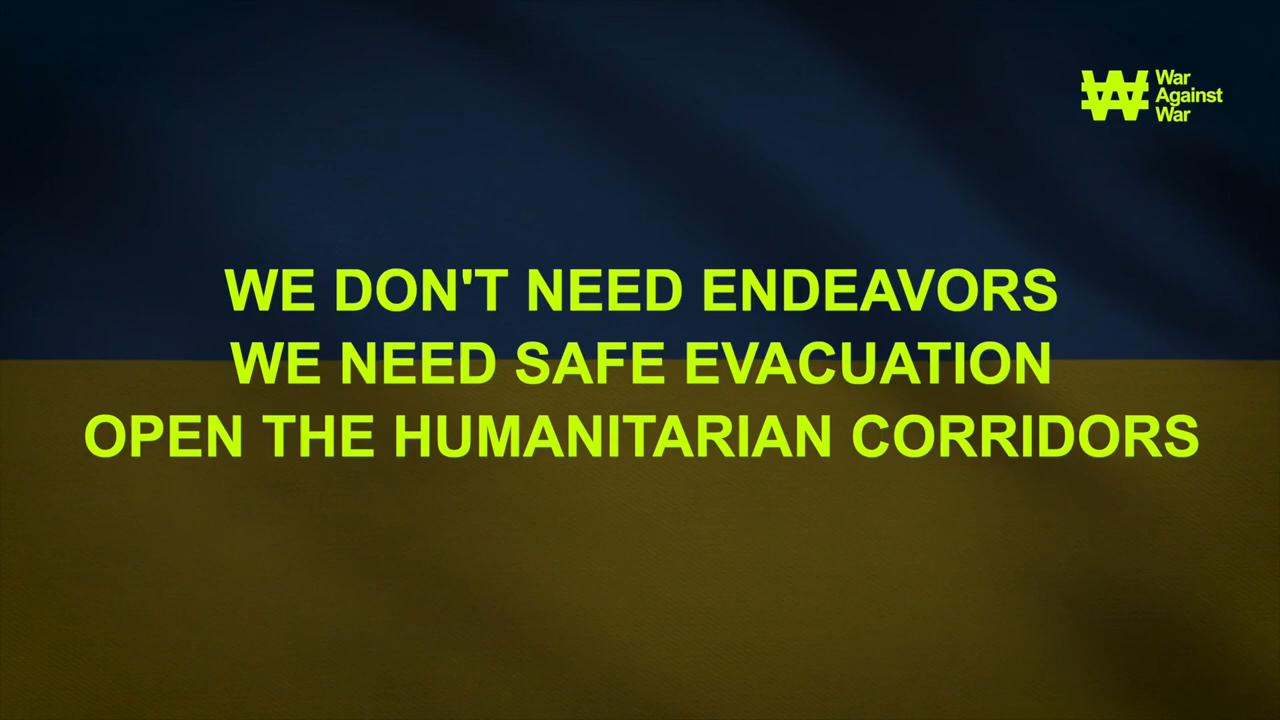 War
Against
War
WE DON'T NEED ENDEAVORS
WE NEED SAFE EVACUATION
OPEN THE HUMANITARIAN CORRIDORS